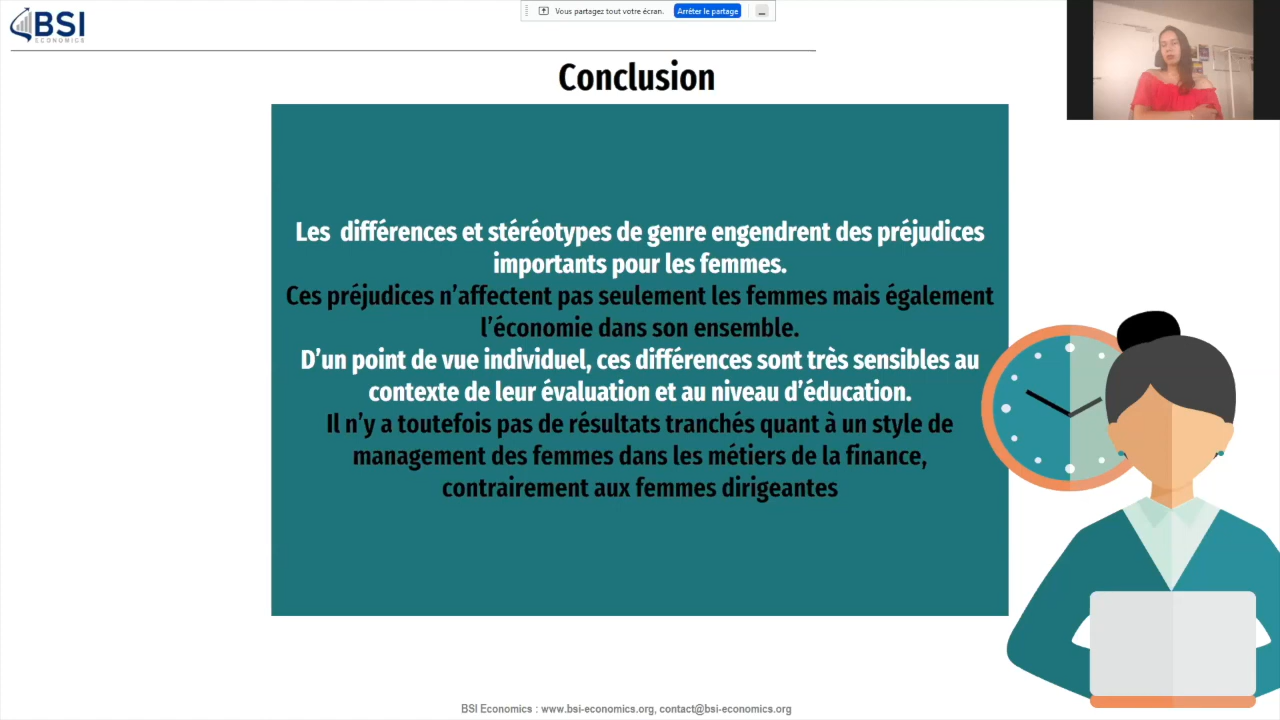 BSI
ECONOMICS
Vous partagez tout votre écran.
Arrêter le partage
Conclusion
Les différences et stéréotypes de genre engendrent des préjudices
importants pour les femmes.
Ces préjudices n'affectent pas seulement les femmes mais également
l'économie dans son ensemble.
D'un point de vue individuel, ces différences sont très sensibles au
contexte de leur évaluation et au niveau d'éducation.
Il n'y a toutefois pas de résultats tranchés quant à un style de
management des femmes dans les métiers de la finance,
contrairement aux femmes dirigeantes
BSI Economics : www.bsi-economics.org, contact@bsi-economics.org